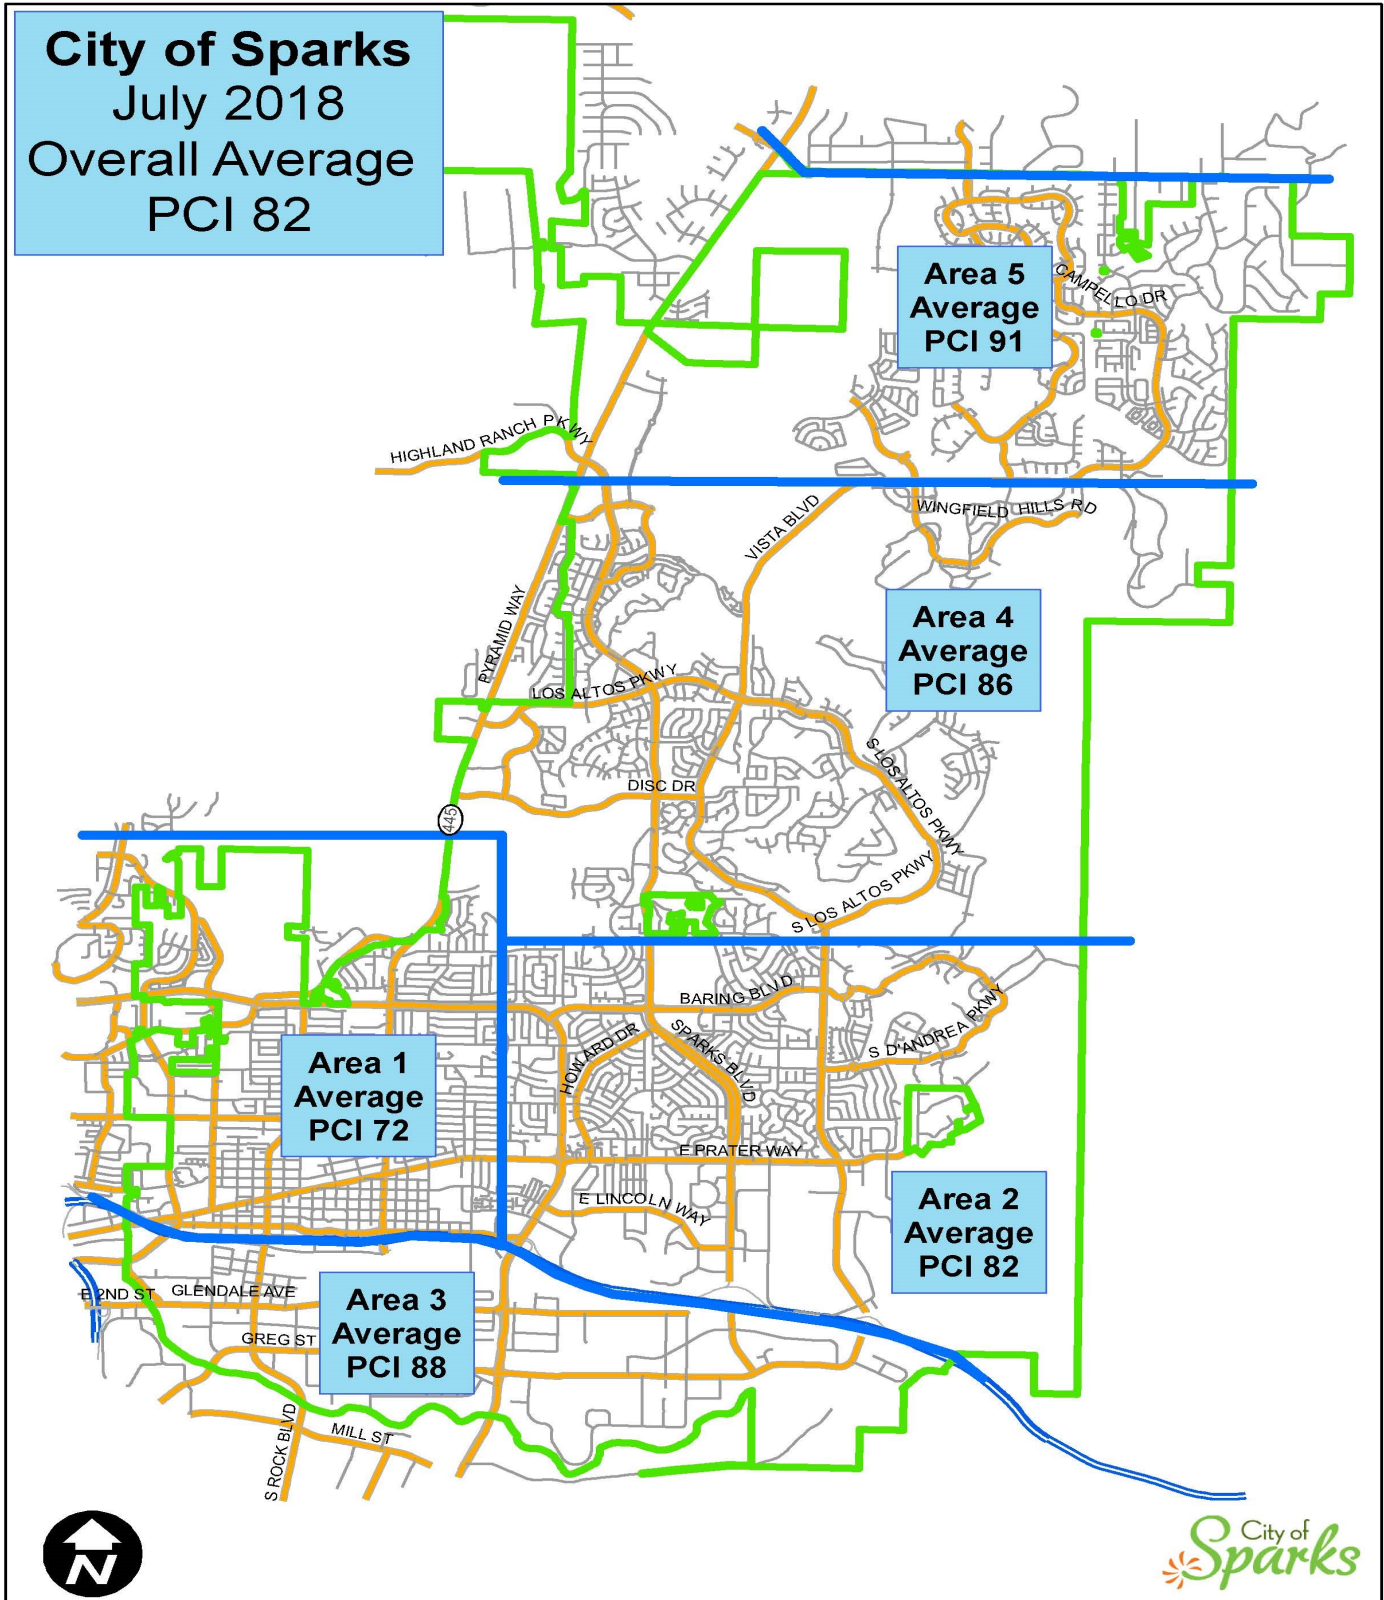 City of Sparks
July 2018
Overall Average
PCI 82
Area 5
Average
PCI 91
CAMPELLO DR
HIGHLAND RANCH PKWY
WINGFIELD HILLS RD
VISTA BLVD
PYRAMID WAY
Area 4
Average
PCI 86
LOS ALTOS PKWY
S LOS ALTOS PKWY
DISC DR
445
S LOS ALTOS PKWY
BARING BLVD
S D'ANDREA PKWY
HOWARD DR
SPARKS BLVD
Area 1
Average
PCI 72
E PRATER WAY
E LINCOLN WAY
Area 2
Average
PCI 82
E 2ND ST
GLENDALE AVE
Area 3
Average
PCI 88
GREG ST
S ROCK BLVD
MILL ST
N
City of
Sparks